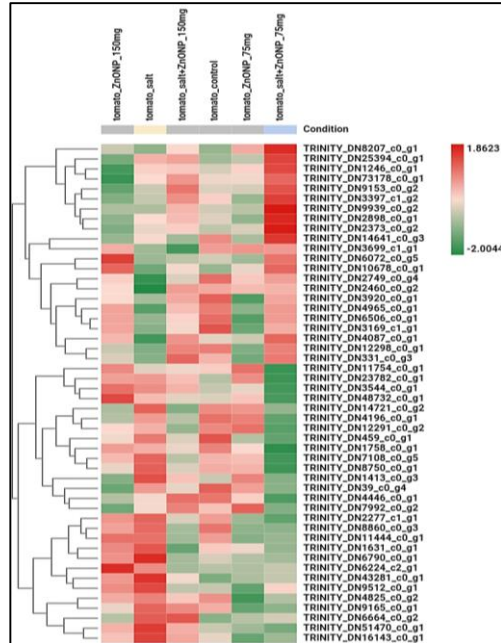 tomato_ZnONP_150mg
tomato_salt
tomato_salt+ZnONP_150mg
tomato_control
tomato_ZnONP_75mg
tomato_salt+ZnONP_75mg
Condition
1.8623
-2.0044
TRINITY_DN8207_c0_g1
TRINITY_DN25394_c0_g1
TRINITY_DN1246_c0_g1
TRINITY_DN73178_c0_g1
TRINITY_DN9153_c0_g2
TRINITY_DN3397_c1_g2
TRINITY_DN9939_c0_g2
TRINITY_DN2898_c0_g1
TRINITY_DN2373_c0_g2
TRINITY_DN14641_c0_g3
TRINITY_DN3699_c1_g1
TRINITY_DN6072_c0_g5
TRINITY_DN10678_c0_g1
TRINITY_DN2749_c0_g4
TRINITY_DN2460_c0_g2
TRINITY_DN3920_c0_g1
TRINITY_DN4965_c0_g1
TRINITY_DN6506_c0_g1
TRINITY_DN3169_c1_g1
TRINITY_DN4087_c0_g1
TRINITY_DN12298_c0_g1
TRINITY_DN331_c0_g3
TRINITY_DN11754_c0_g1
TRINITY_DN23782_c0_g1
TRINITY_DN3544_c0_g1
TRINITY_DN48732_c0_g1
TRINITY_DN14721_c0_g2
TRINITY_DN4196_c0_g1
TRINITY_DN12291_c0_g2
TRINITY_DN459_c0_g1
TRINITY_DN1758_c0_g1
TRINITY_DN7108_c0_g5
TRINITY_DN8750_c0_g1
TRINITY_DN1413_c0_g3
TRINITY_DN39_c0_g4
TRINITY_DN4446_c0_g1
TRINITY_DN7992_c0_g2
TRINITY_DN2277_c1_g1
TRINITY_DN8860_c0_g3
TRINITY_DN11444_c0_g1
TRINITY_DN1631_c0_g1
TRINITY_DN6790_c0_g1
TRINITY_DN6224_c2_g1
TRINITY_DN43281_c0_g1
TRINITY_DN9512_c0_g1
TRINITY_DN4825_c0_g2
TRINITY_DN9165_c0_g1
TRINITY_DN6664_c0_g2
TRINITY_DN51470_c0_g1
TRINITY_DN16143_c0_g1